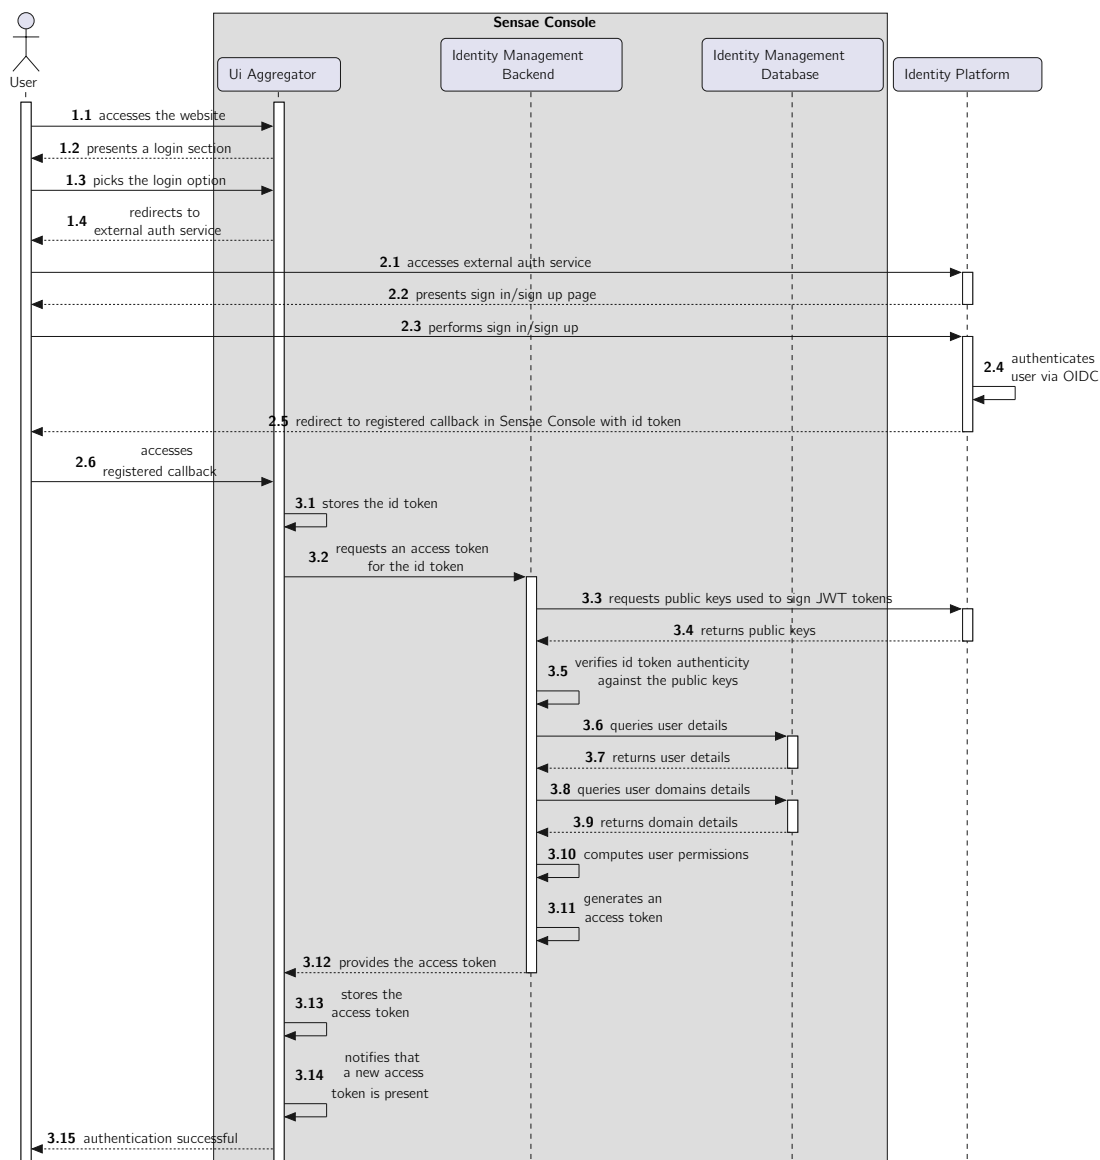 Sensae Console
User
Ui Aggregator
Identity Management
Backend
Identity Management
Database
Identity Platform
1.1 accesses the website
1.2 presents a login section
1.3 picks the login option
1.4 redirects to
external auth service
2.1 accesses external auth service
2.2 presents sign in/sign up page
2.3 performs sign in/sign up
2.4 authenticates
user via OIDC
2.5 redirect to registered callback in Sensae Console with id token
2.6 accesses
registered callback
3.1 stores the id token
3.2 requests an access token
for the id token
3.3 requests public keys used to sign JWT tokens
3.4 returns public keys
3.5 verifies id token authenticity
against the public keys
3.6 queries user details
3.7 returns user details
3.8 queries user domains details
3.9 returns domain details
3.10 computes user permissions
3.11 generates an
access token
3.12 provides the access token
3.13 stores the
access token
3.14 notifies that
a new access
token is present
3.15 authentication successful